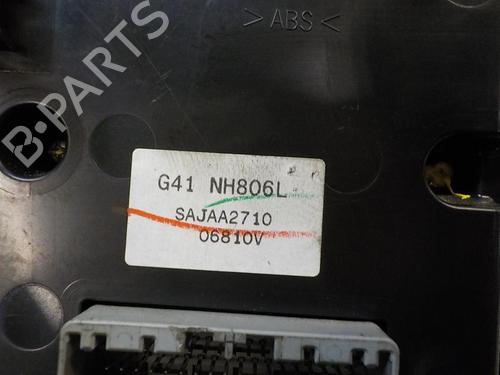 >ABS<
B-PARTS
G41 NH806L
SAJAA2710
06810V